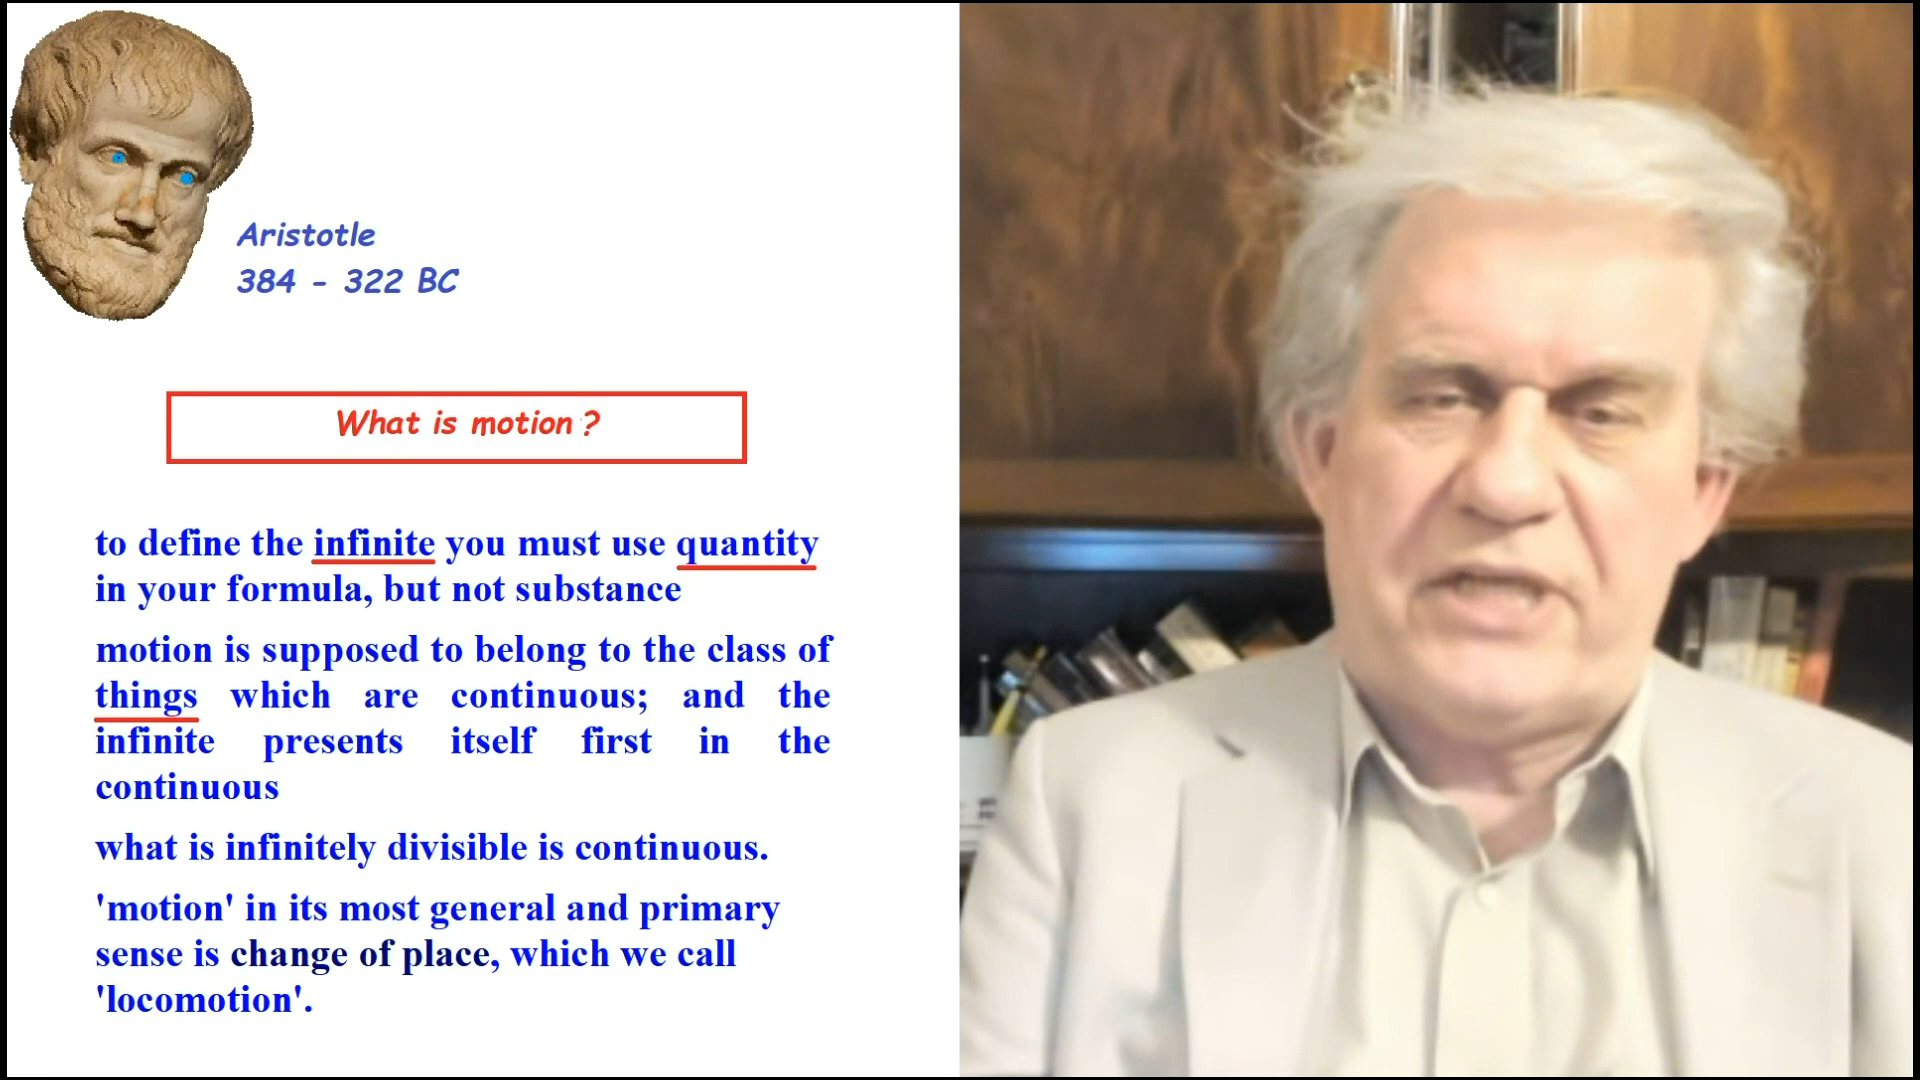 Aristotle
384 - 322 BC
What is motion ?
to define the infinite you must use quantity
in your formula, but not substance
motion is supposed to belong to the class of
things which are continuous; and the
infinite presents itself first in the
continuous
what is infinitely divisible is continuous.
'motion' in its most general and primary
sense is change of place, which we call
'locomotion'.